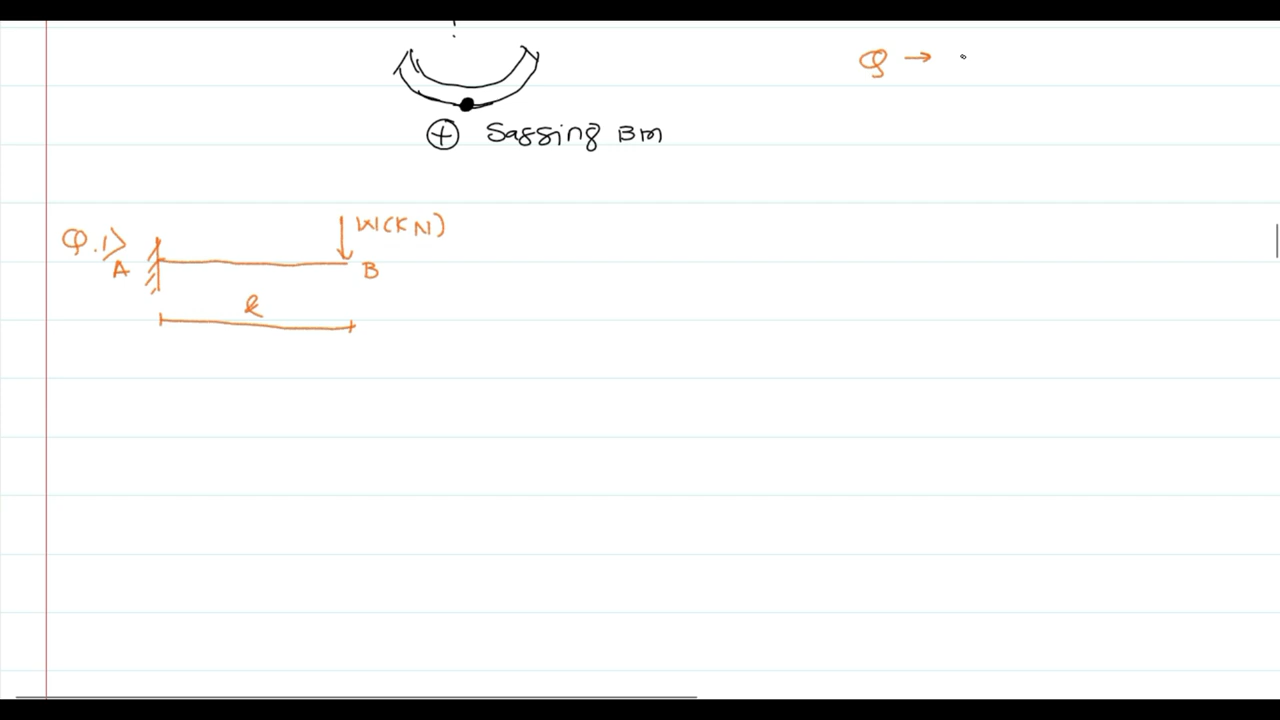 ⊕ Sagging BM
Q →
Q.1>
W(KN)
A
B
l